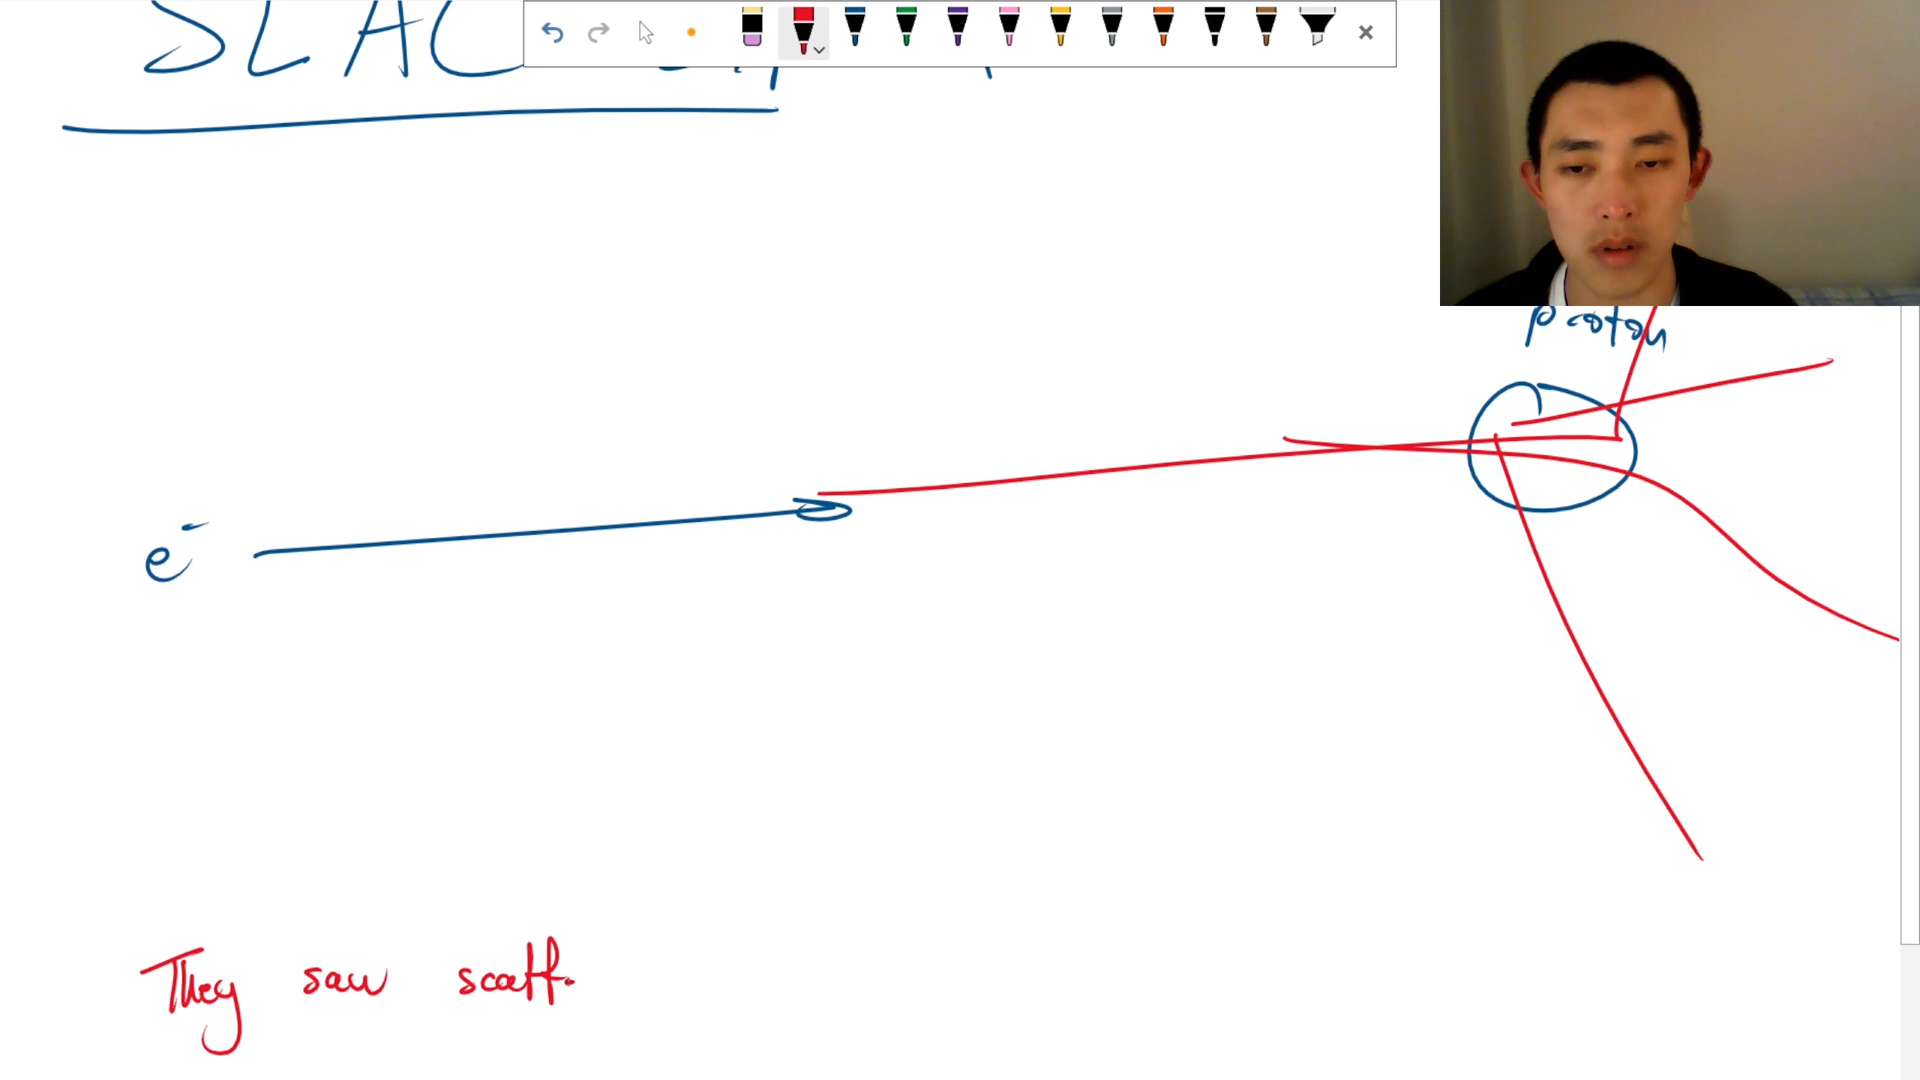 SLAC
proton
e⁻
They saw scatt